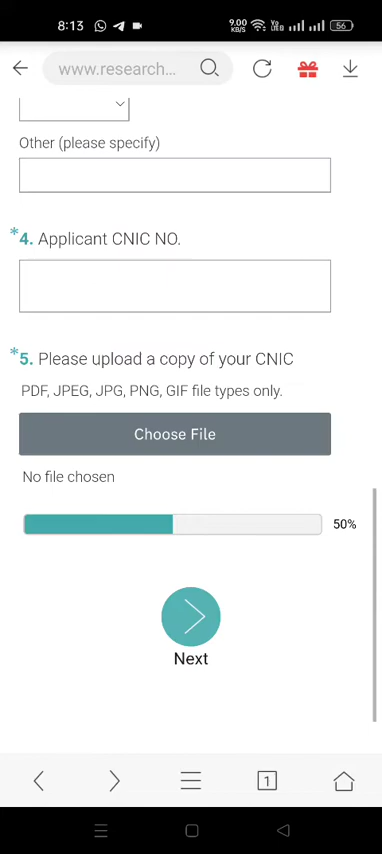 8:13
9.00
KB/S
Vo
LTE
56
www.research...
Other (please specify)
*4. Applicant CNIC NO.
*5. Please upload a copy of your CNIC
PDF, JPEG, JPG, PNG, GIF file types only.
Choose File
No file chosen
50%
Next
1